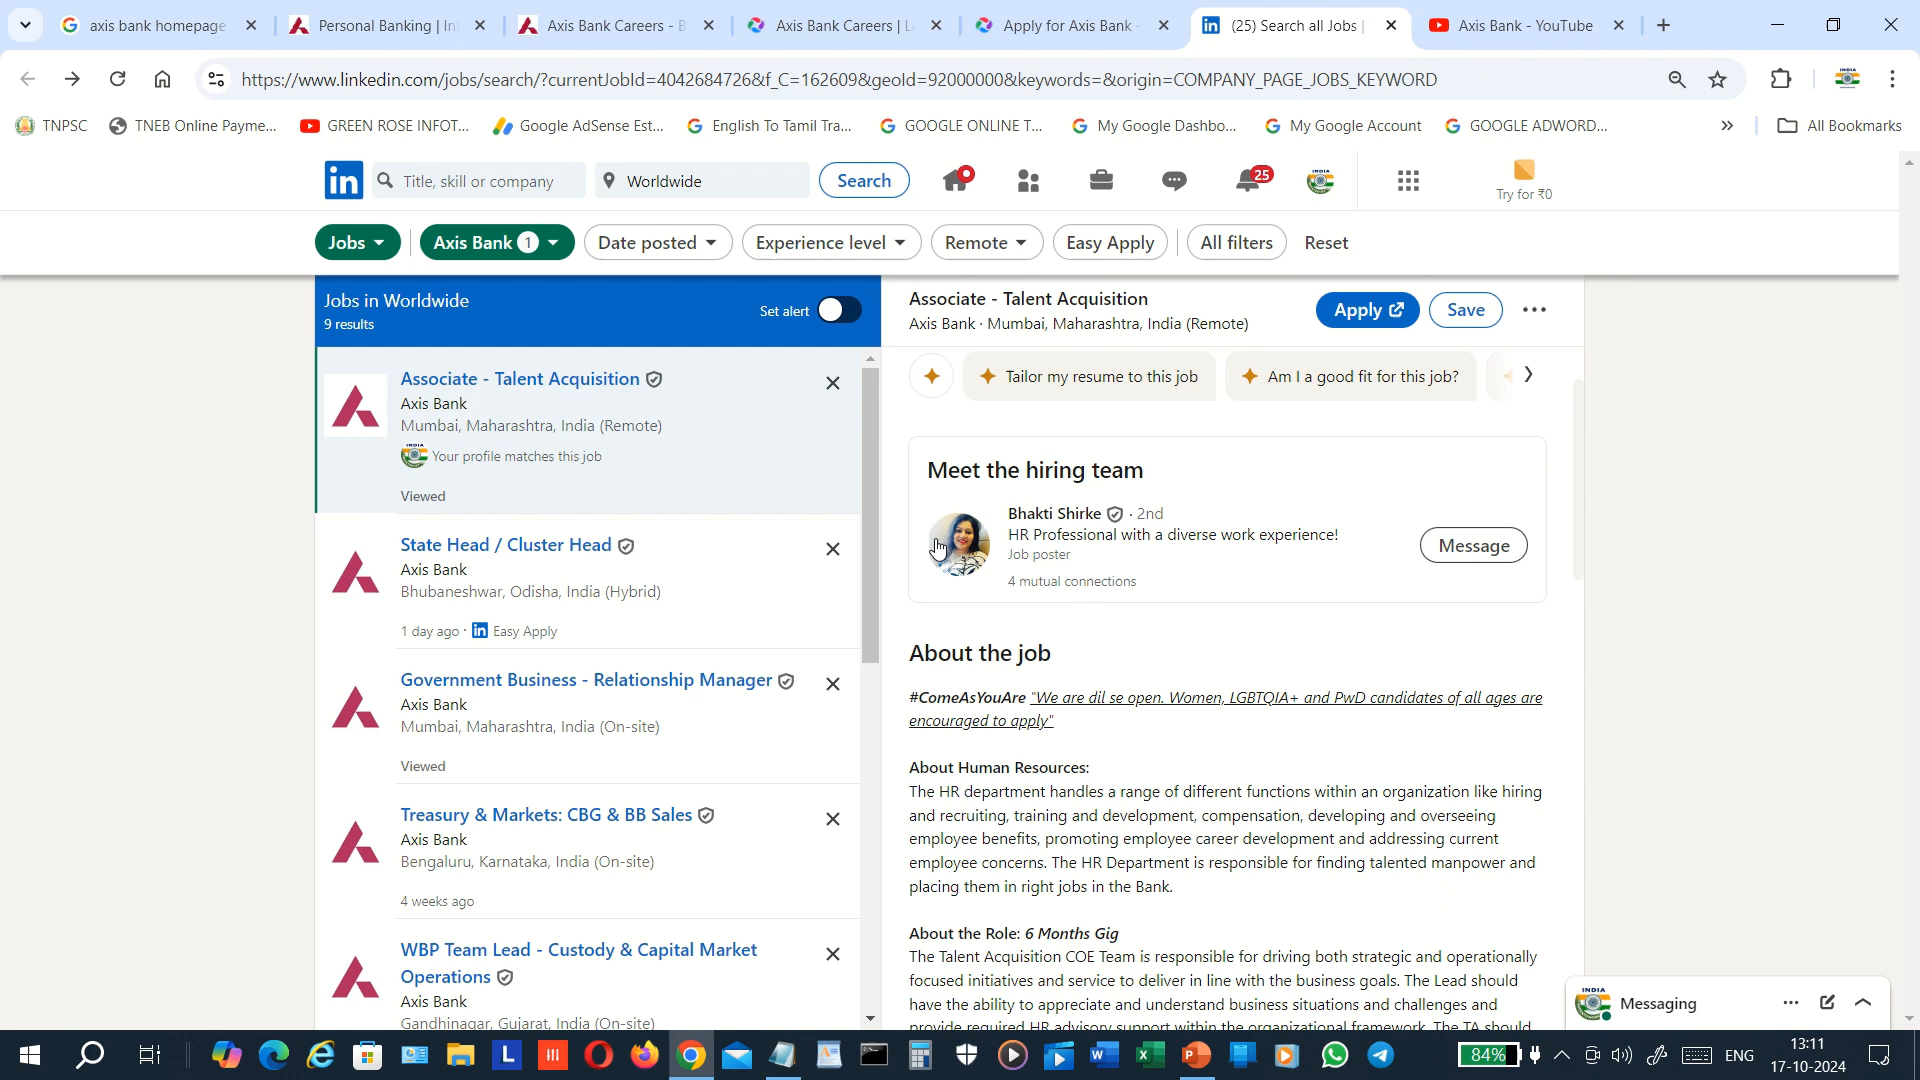 axis bank homepage
Personal Banking | In
Axis Bank Careers - B
Axis Bank Careers | L
Apply for Axis Bank -
(25) Search all Jobs |
Axis Bank - YouTube
https://www.linkedin.com/jobs/search/?currentJobId=4042684726&f_C=162609&geoId=92000000&keywords=&origin=COMPANY_PAGE_JOBS_KEYWORD
TNPSC
TNEB Online Payme...
GREEN ROSE INFOT...
Google AdSense Est...
English To Tamil Tra...
GOOGLE ONLINE T...
My Google Dashbo...
My Google Account
GOOGLE ADWORD...
All Bookmarks
in
Title, skill or company
Worldwide
Search
25
INDIA
Try for ₹0
Jobs
Axis Bank 1
Date posted
Experience level
Remote
Easy Apply
All filters
Reset
Jobs in Worldwide
9 results
Set alert
Associate - Talent Acquisition
Axis Bank
Mumbai, Maharashtra, India (Remote)
Your profile matches this job
Viewed
State Head / Cluster Head
Axis Bank
Bhubaneshwar, Odisha, India (Hybrid)
1 day ago · in Easy Apply
Government Business - Relationship Manager
Axis Bank
Mumbai, Maharashtra, India (On-site)
Viewed
Treasury & Markets: CBG & BB Sales
Axis Bank
Bengaluru, Karnataka, India (On-site)
4 weeks ago
WBP Team Lead - Custody & Capital Market
Operations
Axis Bank
Gandhinagar, Gujarat, India (On-site)
Associate - Talent Acquisition
Axis Bank · Mumbai, Maharashtra, India (Remote)
Apply
Save
Tailor my resume to this job
Am I a good fit for this job?
Meet the hiring team
Bhakti Shirke · 2nd
HR Professional with a diverse work experience!
Job poster
4 mutual connections
Message
About the job
#ComeAsYouAre "We are dil se open. Women, LGBTQIA+ and PwD candidates of all ages are
encouraged to apply"
About Human Resources:
The HR department handles a range of different functions within an organization like hiring
and recruiting, training and development, compensation, developing and overseeing
employee benefits, promoting employee career development and addressing current
employee concerns. The HR Department is responsible for finding talented manpower and
placing them in right jobs in the Bank.
About the Role: 6 Months Gig
The Talent Acquisition COE Team is responsible for driving both strategic and operationally
focused initiatives and service to deliver in line with the business goals. The Lead should
have the ability to appreciate and understand business situations and challenges and
provide required HR advisory support within the organizational framework. The TA should
INDIA
Messaging
84%
ENG
13:11
17-10-2024